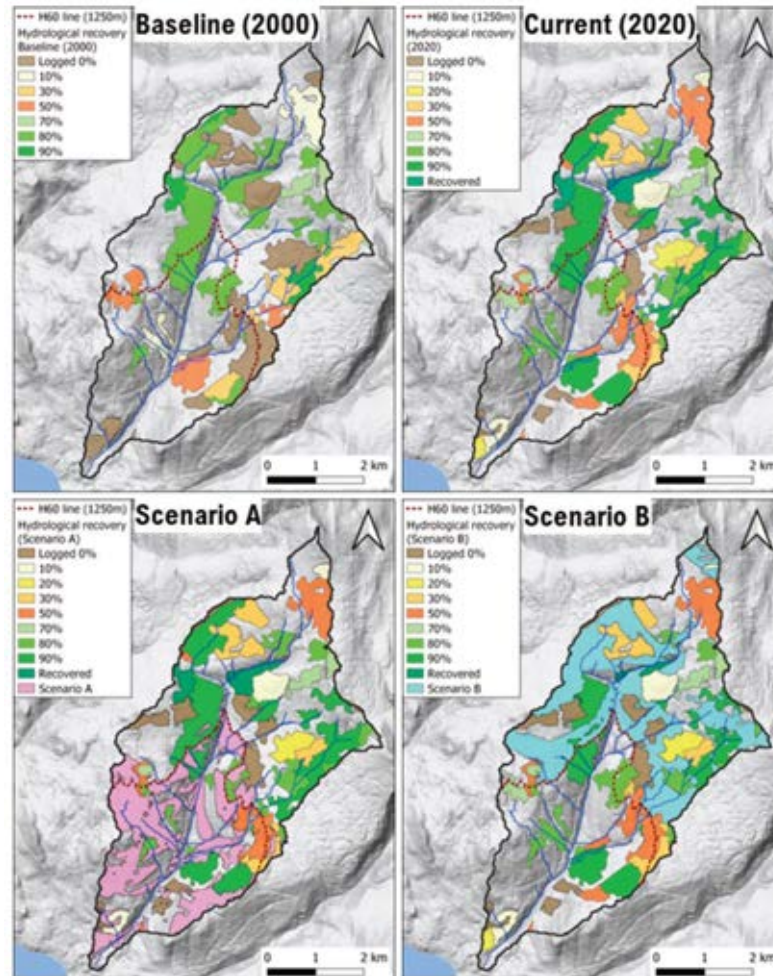 Baseline (2000)
H60 line (1250m)
Hydrological recovery
Baseline (2000)
Logged 0%
10%
30%
50%
70%
80%
90%
0 1 2 km
Current (2020)
H60 line (1250m)
Hydrological recovery
(2020)
Logged 0%
10%
20%
30%
50%
70%
80%
90%
Recovered
0 1 2 km
Scenario A
H60 line (1250m)
Hydrological recovery
(Scenario A)
Logged 0%
10%
20%
30%
50%
70%
80%
90%
Recovered
Scenario A
0 1 2 km
Scenario B
H60 line (1250m)
Hydrological recovery
(Scenario B)
Logged 0%
10%
20%
30%
50%
70%
80%
90%
Recovered
Scenario B
0 1 2 km